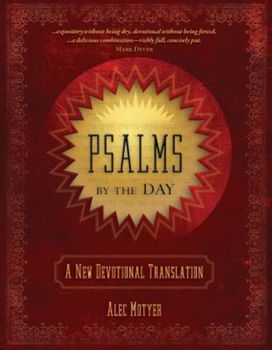 ...expository without being dry, devotional without being forced,
...a delicious combination—richly full, concisely put.
Mark Dever
PSALMS
BY THE DAY
A New Devotional Translation
Alec Motyer